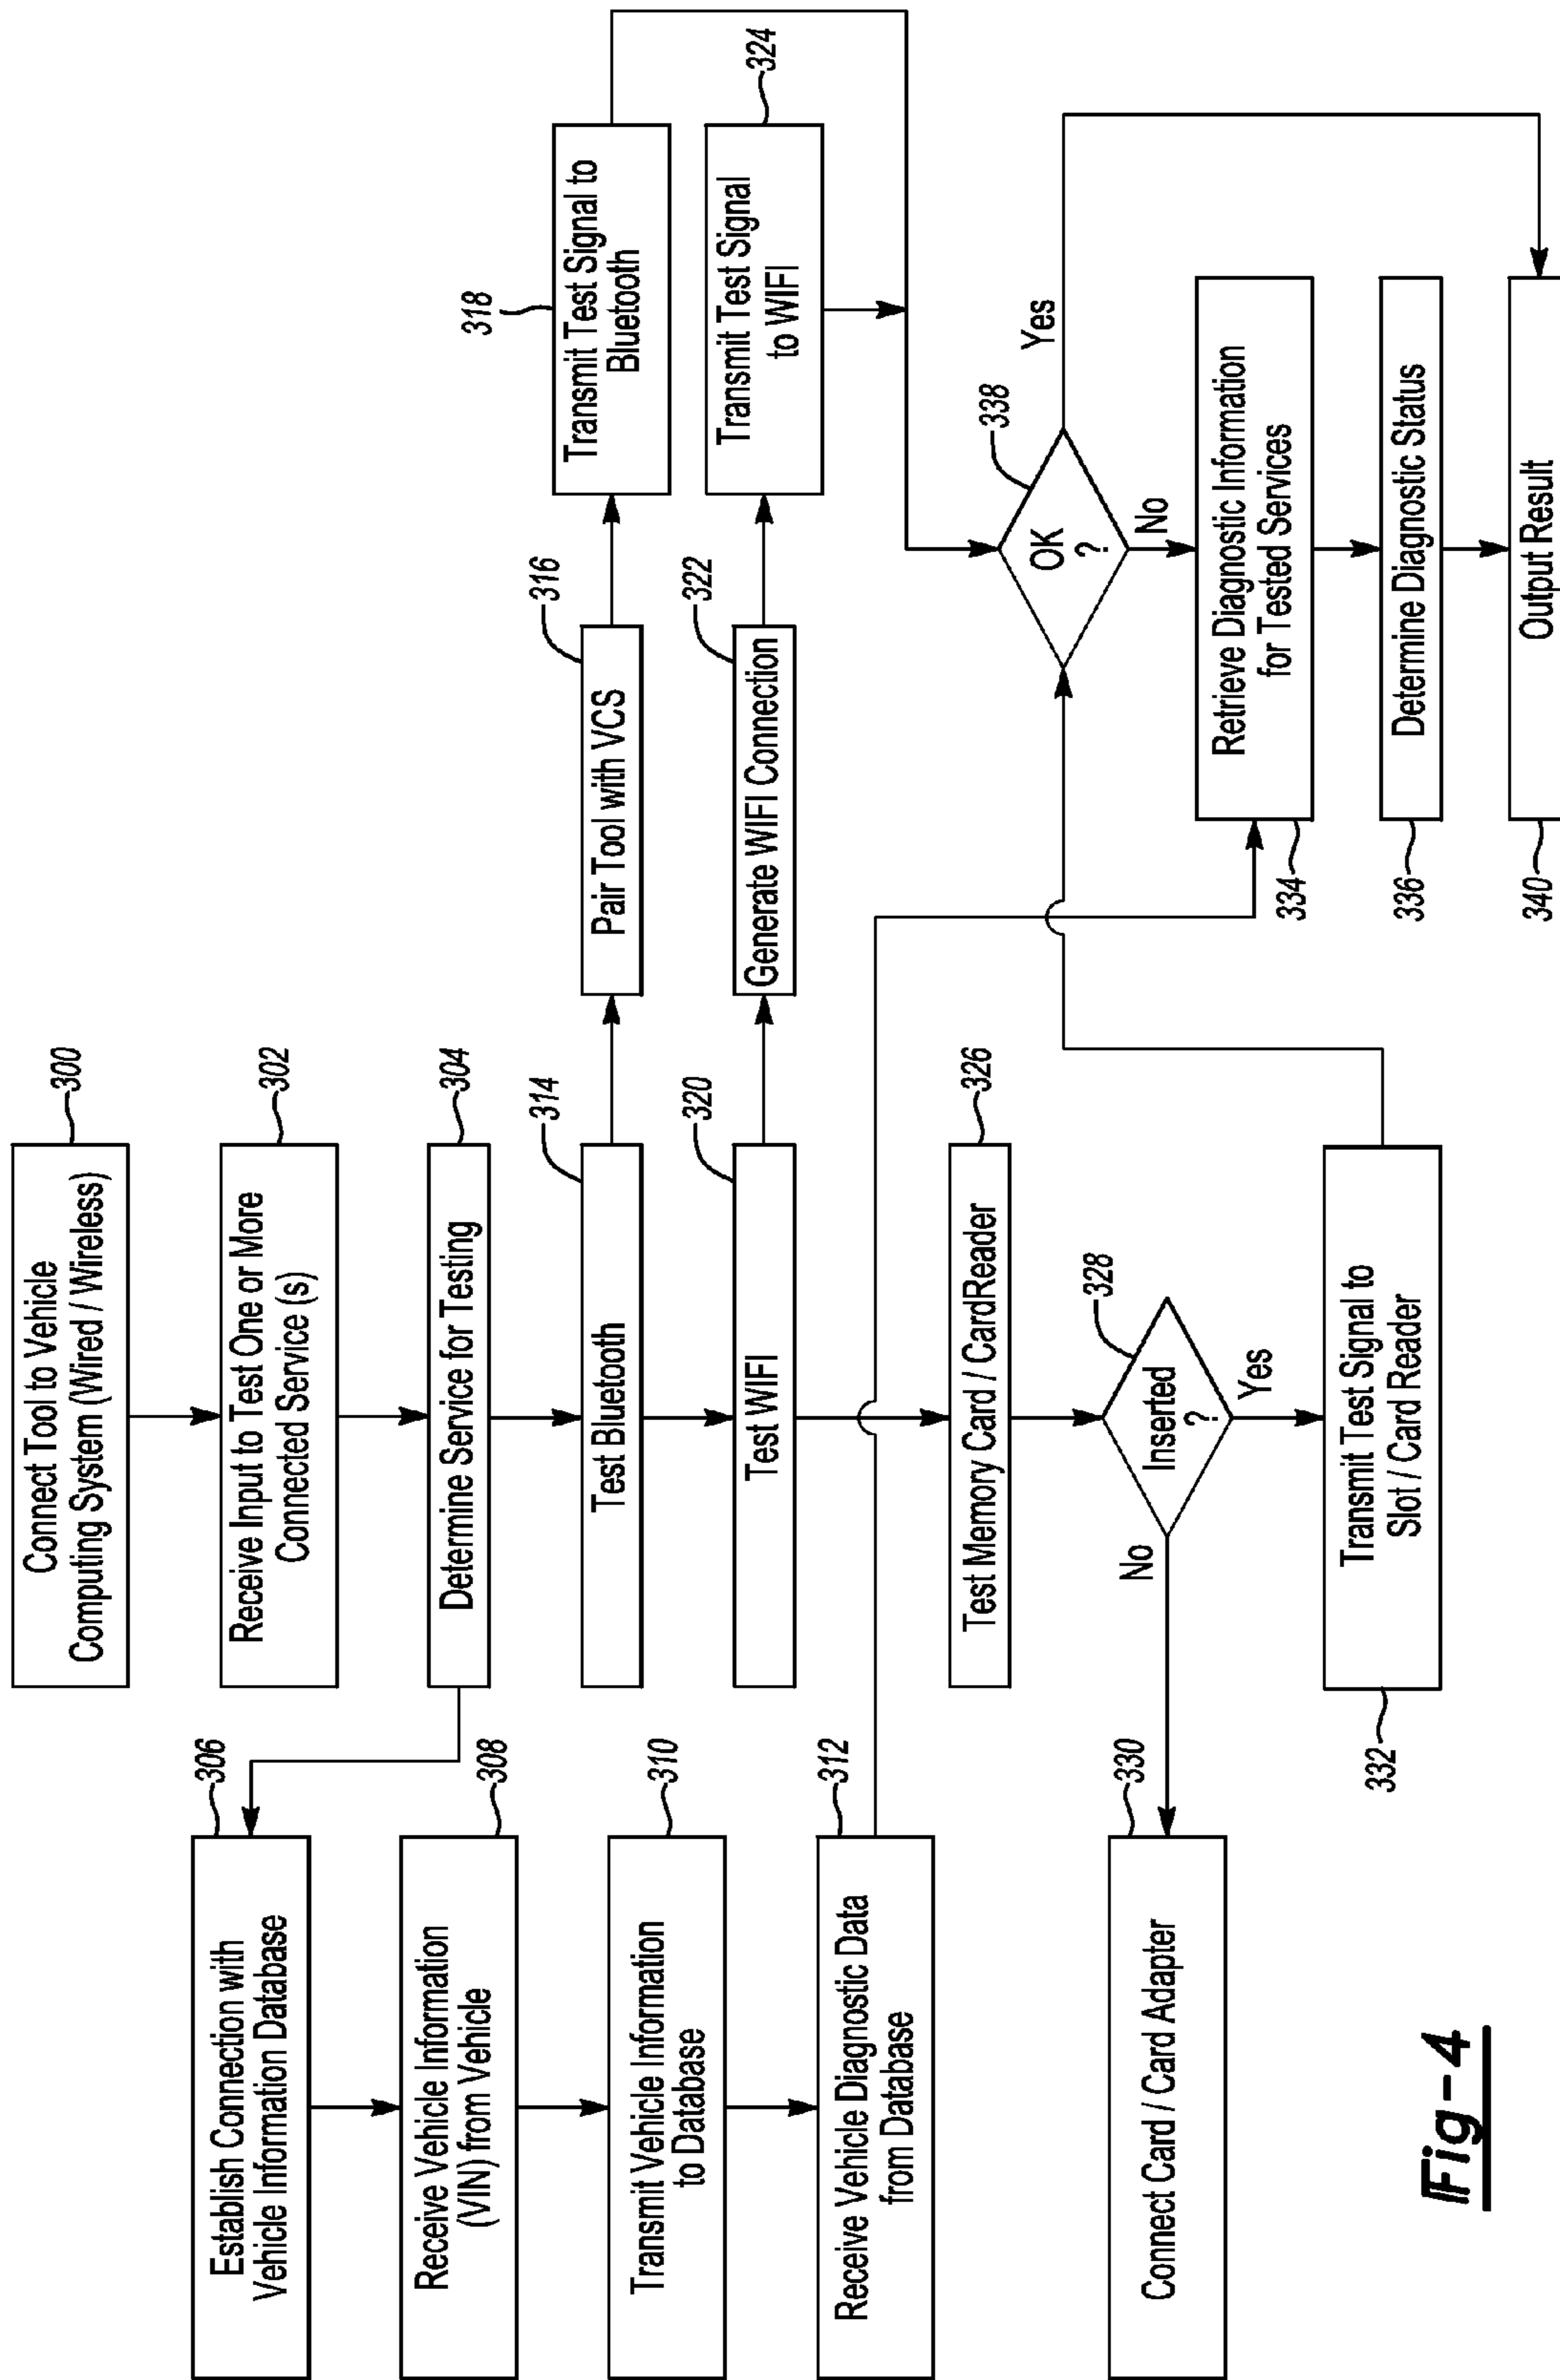 300
Connect Tool to Vehicle
Computing System (Wired / Wireless)
302
Receive Input to Test One or More
Connected Service (s)
304
Determine Service for Testing
306
Establish Connection with
Vehicle Information Database
308
Receive Vehicle Information
(VIN) from Vehicle
310
Transmit Vehicle Information
to Database
312
Receive Vehicle Diagnostic Data
from Database
314
Test Bluetooth
316
Pair Tool with VCS
318
Transmit Test Signal to
Bluetooth
320
Test WIFI
322
Generate WIFI Connection
324
Transmit Test Signal
to WIFI
326
Test Memory Card / CardReader
328
Inserted
?
No
Yes
330
Connect Card / Card Adapter
332
Transmit Test Signal to
Slot / Card Reader
338
OK
?
Yes
No
334
Retrieve Diagnostic Information
for Tested Services
336
Determine Diagnostic Status
340
Output Result
Fig-4